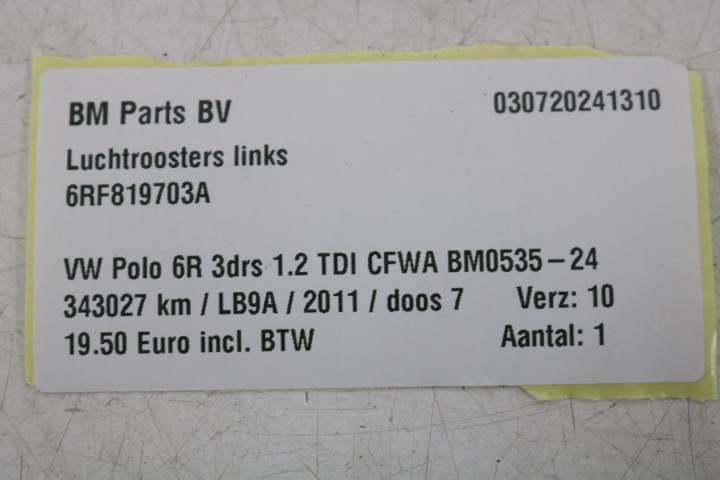 BM Parts BV 030720241310
Luchtroosters links
6RF819703A
VW Polo 6R 3drs 1.2 TDI CFWA BM0535-24
343027 km / LB9A / 2011 / doos 7 Verz: 10
19.50 Euro incl. BTW Aantal: 1